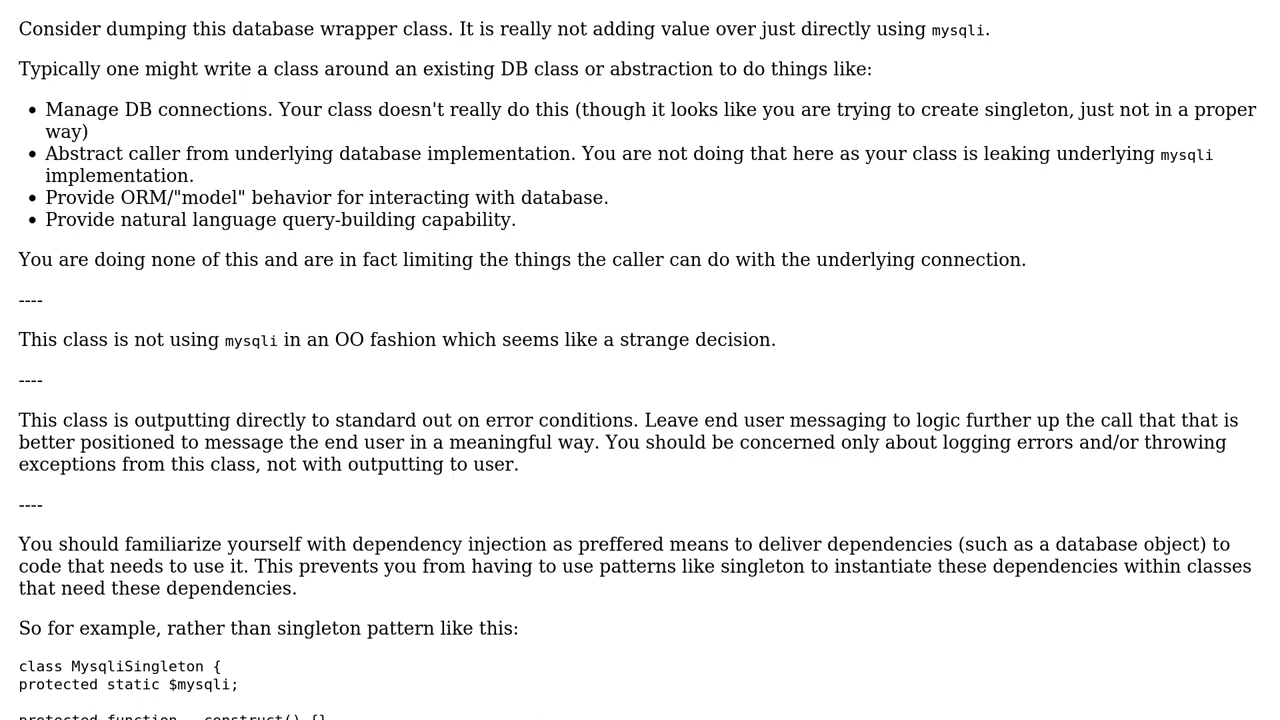 Consider dumping this database wrapper class. It is really not adding value over just directly using mysqli.
Typically one might write a class around an existing DB class or abstraction to do things like:
• Manage DB connections. Your class doesn't really do this (though it looks like you are trying to create singleton, just not in a proper
way)
• Abstract caller from underlying database implementation. You are not doing that here as your class is leaking underlying mysqli
implementation.
• Provide ORM/"model" behavior for interacting with database.
• Provide natural language query-building capability.
You are doing none of this and are in fact limiting the things the caller can do with the underlying connection.
----
This class is not using mysqli in an OO fashion which seems like a strange decision.
----
This class is outputting directly to standard out on error conditions. Leave end user messaging to logic further up the call that that is
better positioned to message the end user in a meaningful way. You should be concerned only about logging errors and/or throwing
exceptions from this class, not with outputting to user.
----
You should familiarize yourself with dependency injection as preffered means to deliver dependencies (such as a database object) to
code that needs to use it. This prevents you from having to use patterns like singleton to instantiate these dependencies within classes
that need these dependencies.
So for example, rather than singleton pattern like this:
class MysqliSingleton {
protected static $mysqli;
protected function __construct() {}